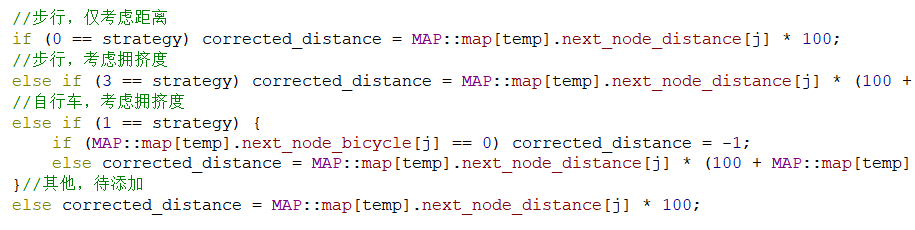 //步行，仅考虑距离
if (0 == strategy) corrected_distance = MAP::map[temp].next_node_distance[j] * 100;
//步行，考虑拥挤度
else if (3 == strategy) corrected_distance = MAP::map[temp].next_node_distance[j] * (100 +
//自行车，考虑拥挤度
else if (1 == strategy) {
    if (MAP::map[temp].next_node_bicycle[j] == 0) corrected_distance = -1;
    else corrected_distance = MAP::map[temp].next_node_distance[j] * (100 + MAP::map[temp]
}//其他，待添加
else corrected_distance = MAP::map[temp].next_node_distance[j] * 100;